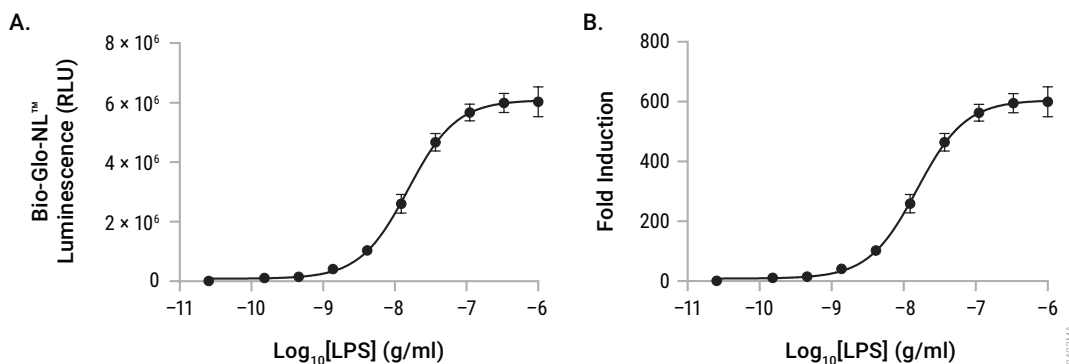 A.
Bio-Glo-NL™
Luminescence (RLU)
8 × 10⁶
6 × 10⁶
4 × 10⁶
2 × 10⁶
0
−11 −10 −9 −8 −7 −6
Log₁₀[LPS] (g/ml)
B.
Fold Induction
800
600
400
200
0
−11 −10 −9 −8 −7 −6
Log₁₀[LPS] (g/ml)